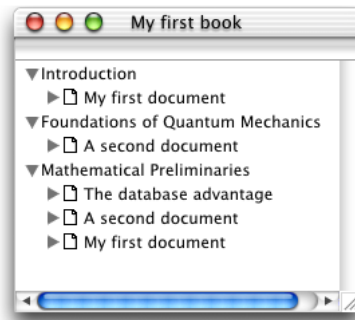 My first book
Introduction
My first document
Foundations of Quantum Mechanics
A second document
Mathematical Preliminaries
The database advantage
A second document
My first document